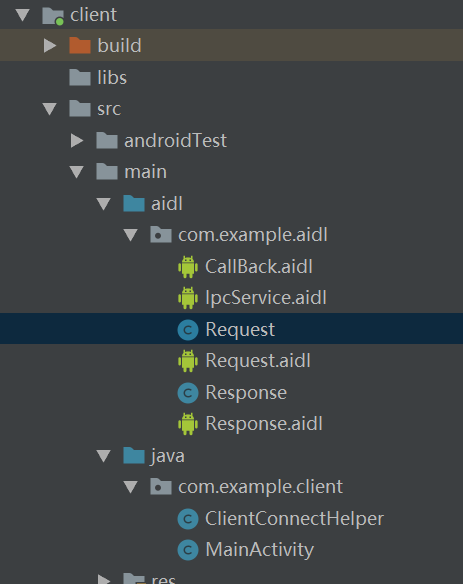 client
build
libs
src
androidTest
main
aidl
com.example.aidl
CallBack.aidl
IpcService.aidl
Request
Request.aidl
Response
Response.aidl
java
com.example.client
ClientConnectHelper
MainActivity
res